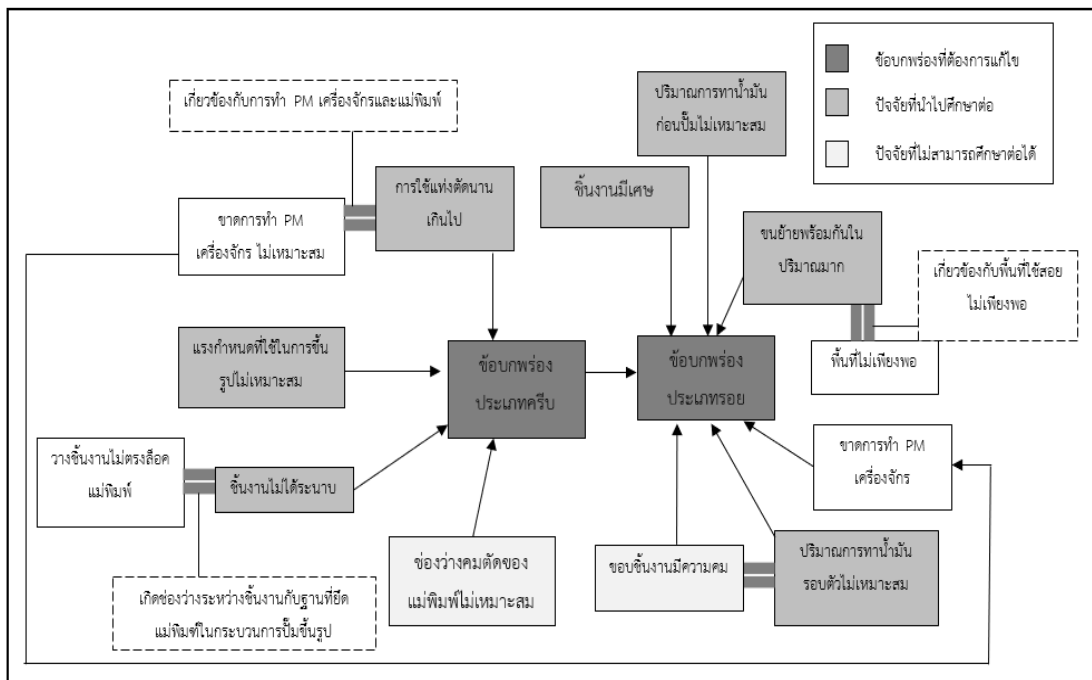 ข้อบกพร่องที่ต้องการแก้ไข
ปัจจัยที่นำไปศึกษาต่อ
ปัจจัยที่ไม่สามารถศึกษาต่อได้
เกี่ยวข้องกับการทำ PM เครื่องจักรและแม่พิมพ์
ปริมาณการทาน้ำมัน
ก่อนปั๊มไม่เหมาะสม
การใช้แท่งตัดนาน
เกินไป
ชิ้นงานมีเศษ
ขาดการทำ PM
เครื่องจักร ไม่เหมาะสม
ขนย้ายพร้อมกันใน
ปริมาณมาก
เกี่ยวข้องกับพื้นที่ใช้สอย
ไม่เพียงพอ
แรงกำหนดที่ใช้ในการขึ้น
รูปไม่เหมาะสม
ข้อบกพร่อง
ประเภทครีบ
ข้อบกพร่อง
ประเภทรอย
พื้นที่ไม่เพียงพอ
วางชิ้นงานไม่ตรงล็อค
แม่พิมพ์
ชิ้นงานไม่ได้ระนาบ
ขาดการทำ PM
เครื่องจักร
ช่องว่างคมตัดของ
แม่พิมพ์ไม่เหมาะสม
ขอบชิ้นงานมีความคม
ปริมาณการทาน้ำมัน
รอบตัวไม่เหมาะสม
เกิดช่องว่างระหว่างชิ้นงานกับฐานที่ยึด
แม่พิมพ์ในกระบวนการปั๊มขึ้นรูป